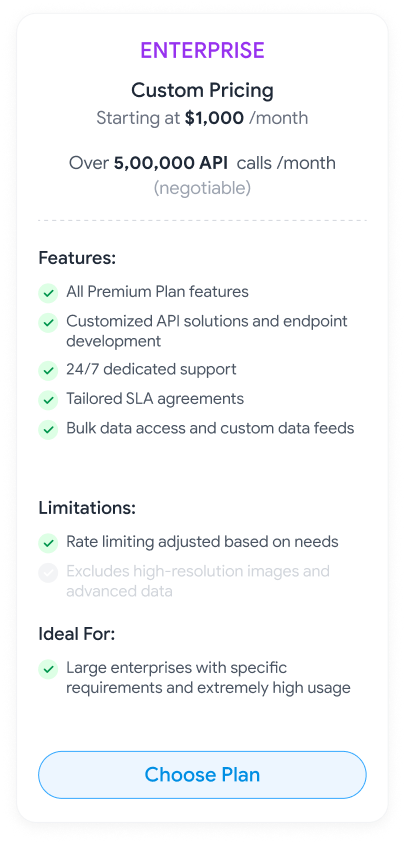 ENTERPRISE
Custom Pricing
Starting at $1,000 /month
Over 5,00,000 API calls /month
(negotiable)
Features:
All Premium Plan features
Customized API solutions and endpoint
development
24/7 dedicated support
Tailored SLA agreements
Bulk data access and custom data feeds
Limitations:
Rate limiting adjusted based on needs
Excludes high-resolution images and
advanced data
Ideal For:
Large enterprises with specific
requirements and extremely high usage
Choose Plan